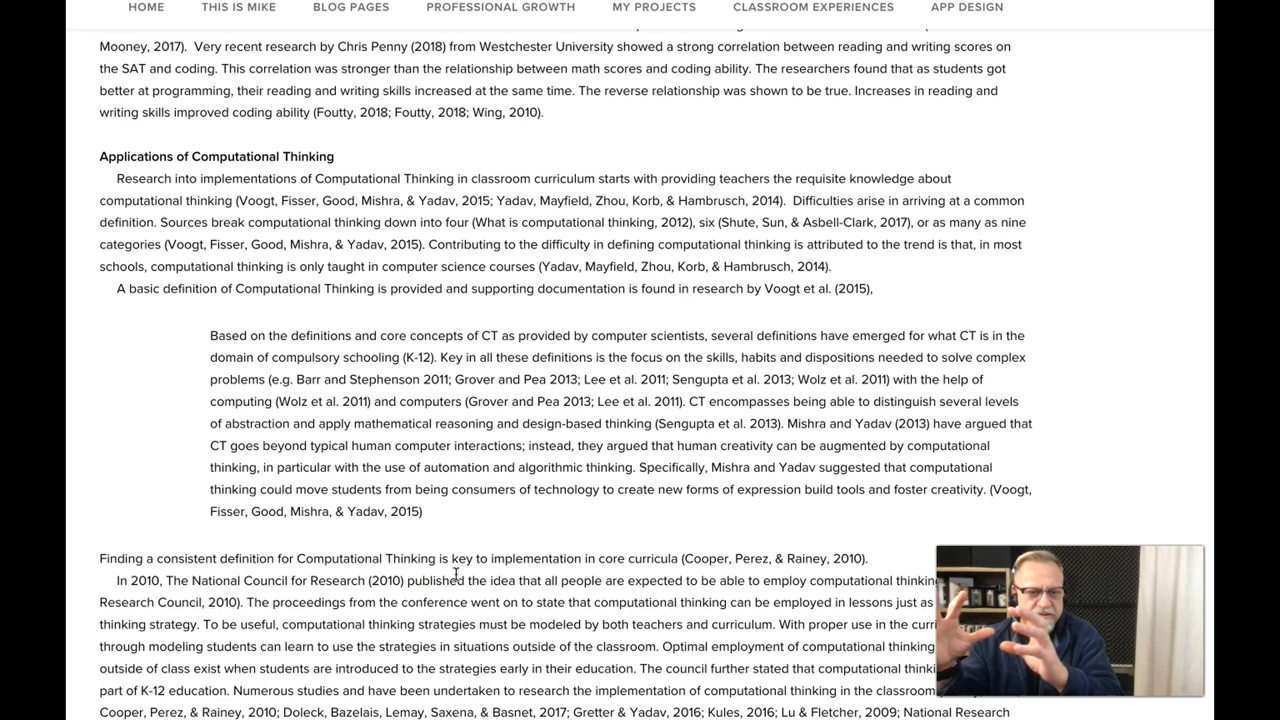 HOME THIS IS MIKE BLOG PAGES PROFESSIONAL GROWTH MY PROJECTS CLASSROOM EXPERIENCES APP DESIGN
Mooney, 2017).  Very recent research by Chris Penny (2018) from Westchester University showed a strong correlation between reading and writing scores on
the SAT and coding. This correlation was stronger than the relationship between math scores and coding ability. The researchers found that as students got
better at programming, their reading and writing skills increased at the same time. The reverse relationship was shown to be true. Increases in reading and
writing skills improved coding ability (Foutty, 2018; Foutty, 2018; Wing, 2010).
Applications of Computational Thinking
Research into implementations of Computational Thinking in classroom curriculum starts with providing teachers the requisite knowledge about
computational thinking (Voogt, Fisser, Good, Mishra, & Yadav, 2015; Yadav, Mayfield, Zhou, Korb, & Hambrusch, 2014).  Difficulties arise in arriving at a common
definition. Sources break computational thinking down into four (What is computational thinking, 2012), six (Shute, Sun, & Asbell-Clark, 2017), or as many as nine
categories (Voogt, Fisser, Good, Mishra, & Yadav, 2015). Contributing to the difficulty in defining computational thinking is attributed to the trend is that, in most
schools, computational thinking is only taught in computer science courses (Yadav, Mayfield, Zhou, Korb, & Hambrusch, 2014).
A basic definition of Computational Thinking is provided and supporting documentation is found in research by Voogt et al. (2015),
Based on the definitions and core concepts of CT as provided by computer scientists, several definitions have emerged for what CT is in the
domain of compulsory schooling (K-12). Key in all these definitions is the focus on the skills, habits and dispositions needed to solve complex
problems (e.g. Barr and Stephenson 2011; Grover and Pea 2013; Lee et al. 2011; Sengupta et al. 2013; Wolz et al. 2011) with the help of
computing (Wolz et al. 2011) and computers (Grover and Pea 2013; Lee et al. 2011). CT encompasses being able to distinguish several levels
of abstraction and apply mathematical reasoning and design-based thinking (Sengupta et al. 2013). Mishra and Yadav (2013) have argued that
CT goes beyond typical human computer interactions; instead, they argued that human creativity can be augmented by computational
thinking, in particular with the use of automation and algorithmic thinking. Specifically, Mishra and Yadav suggested that computational
thinking could move students from being consumers of technology to create new forms of expression build tools and foster creativity. (Voogt,
Fisser, Good, Mishra, & Yadav, 2015)
Finding a consistent definition for Computational Thinking is key to implementation in core curricula (Cooper, Perez, & Rainey, 2010).
In 2010, The National Council for Research (2010) published the idea that all people are expected to be able to employ computational thinking
Research Council, 2010). The proceedings from the conference went on to state that computational thinking can be employed in lessons just as
thinking strategy. To be useful, computational thinking strategies must be modeled by both teachers and curriculum. With proper use in the
through modeling students can learn to use the strategies in situations outside of the classroom. Optimal employment of computational thinking
outside of class exist when students are introduced to the strategies early in their education. The council further stated that computational
part of K-12 education. Numerous studies and have been undertaken to research the implementation of computational thinking in the classroom
Cooper, Perez, & Rainey, 2010; Doleck, Bazelais, Lemay, Saxena, & Basnet, 2017; Gretter & Yadav, 2016; Kules, 2016; Lu & Fletcher, 2009; National Research